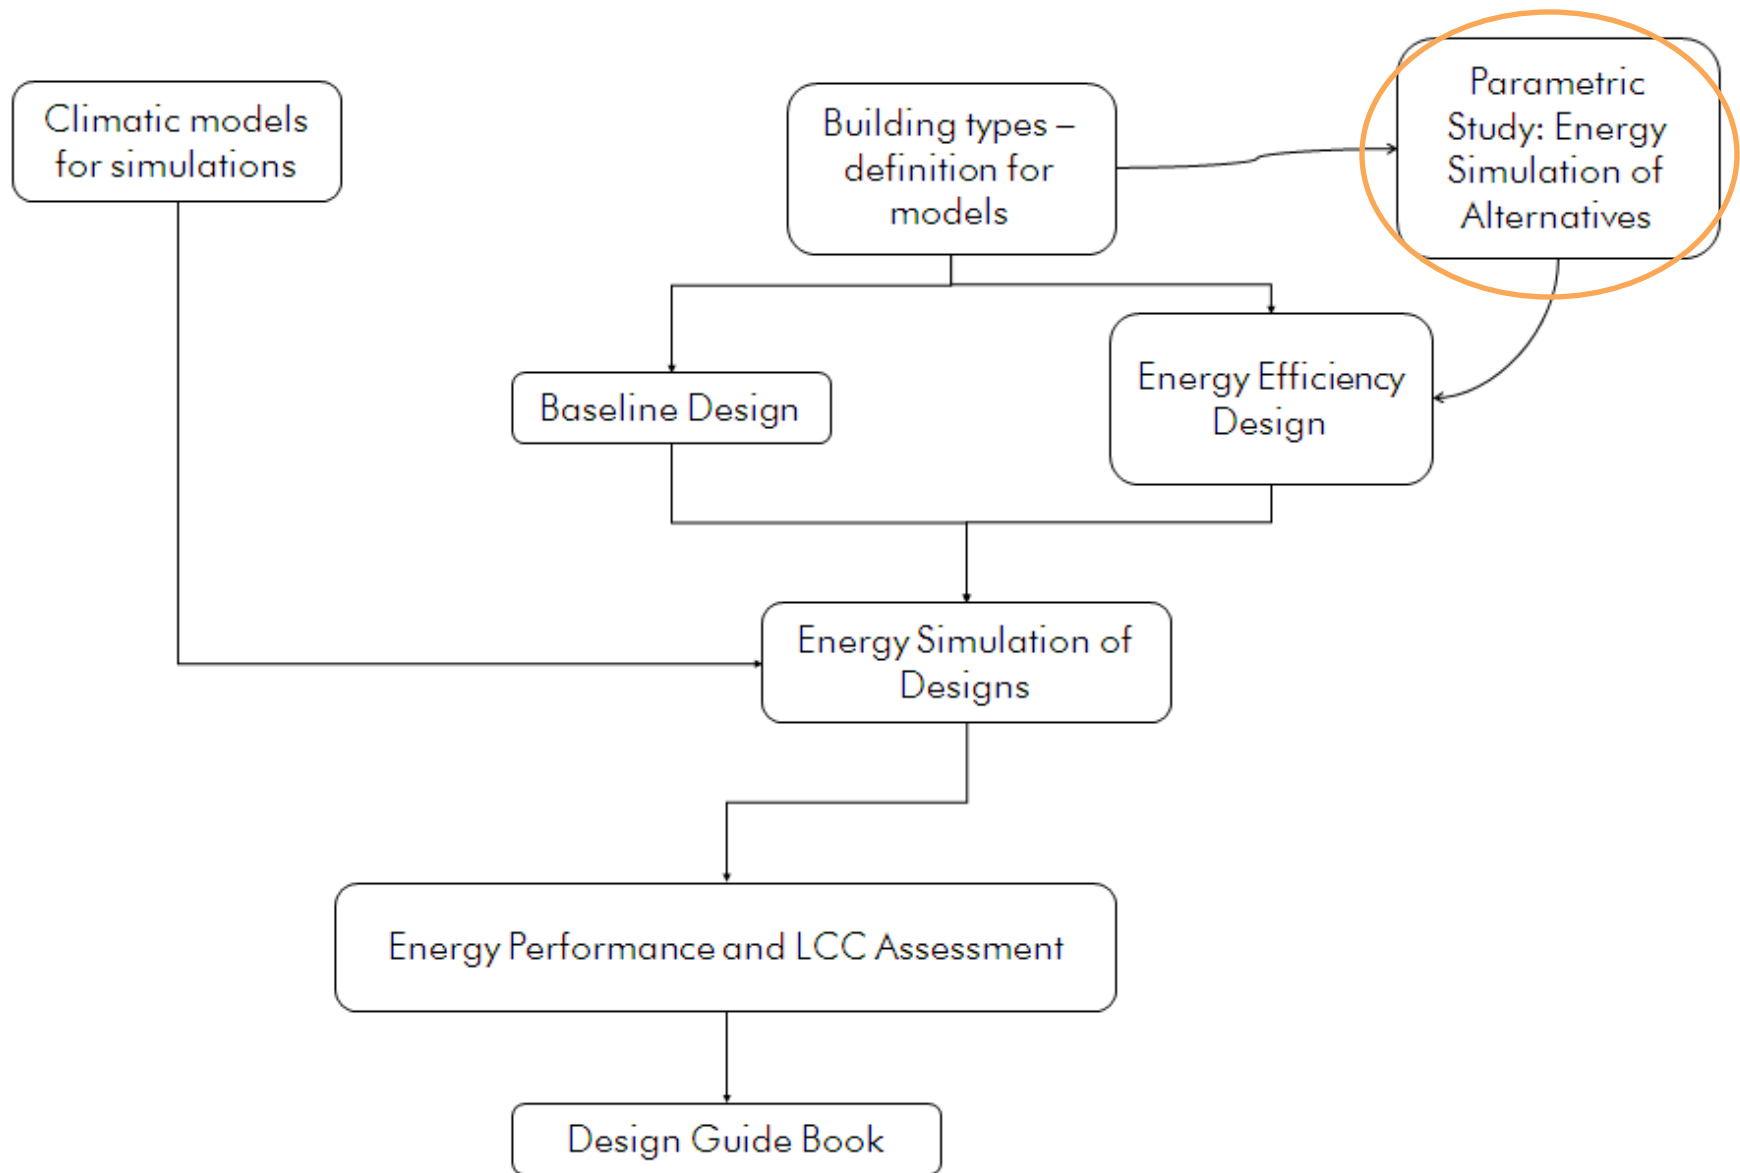 Climatic models
for simulations
Building types –
definition for
models
Parametric
Study: Energy
Simulation of
Alternatives
Baseline Design
Energy Efficiency
Design
Energy Simulation of
Designs
Energy Performance and LCC Assessment
Design Guide Book